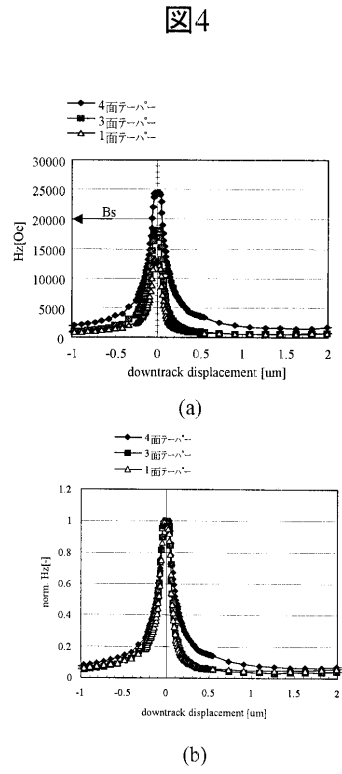 図4
4面テーパー
3面テーパー
1面テーパー
30000
25000
20000
15000
10000
5000
0
Hz[Oe]
Bs
-1 -0.5 0 0.5 1 1.5 2
downtrack displacement [um]
(a)
4面テーパー
3面テーパー
1面テーパー
1.2
1
0.8
0.6
0.4
0.2
0
norm. Hz[-]
-1 -0.5 0 0.5 1 1.5 2
downtrack displacement [um]
(b)